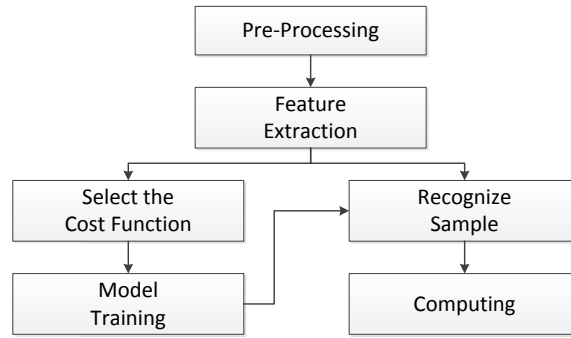 Pre-Processing
Feature
Extraction
Select the
Cost Function
Recognize
Sample
Model
Training
Computing